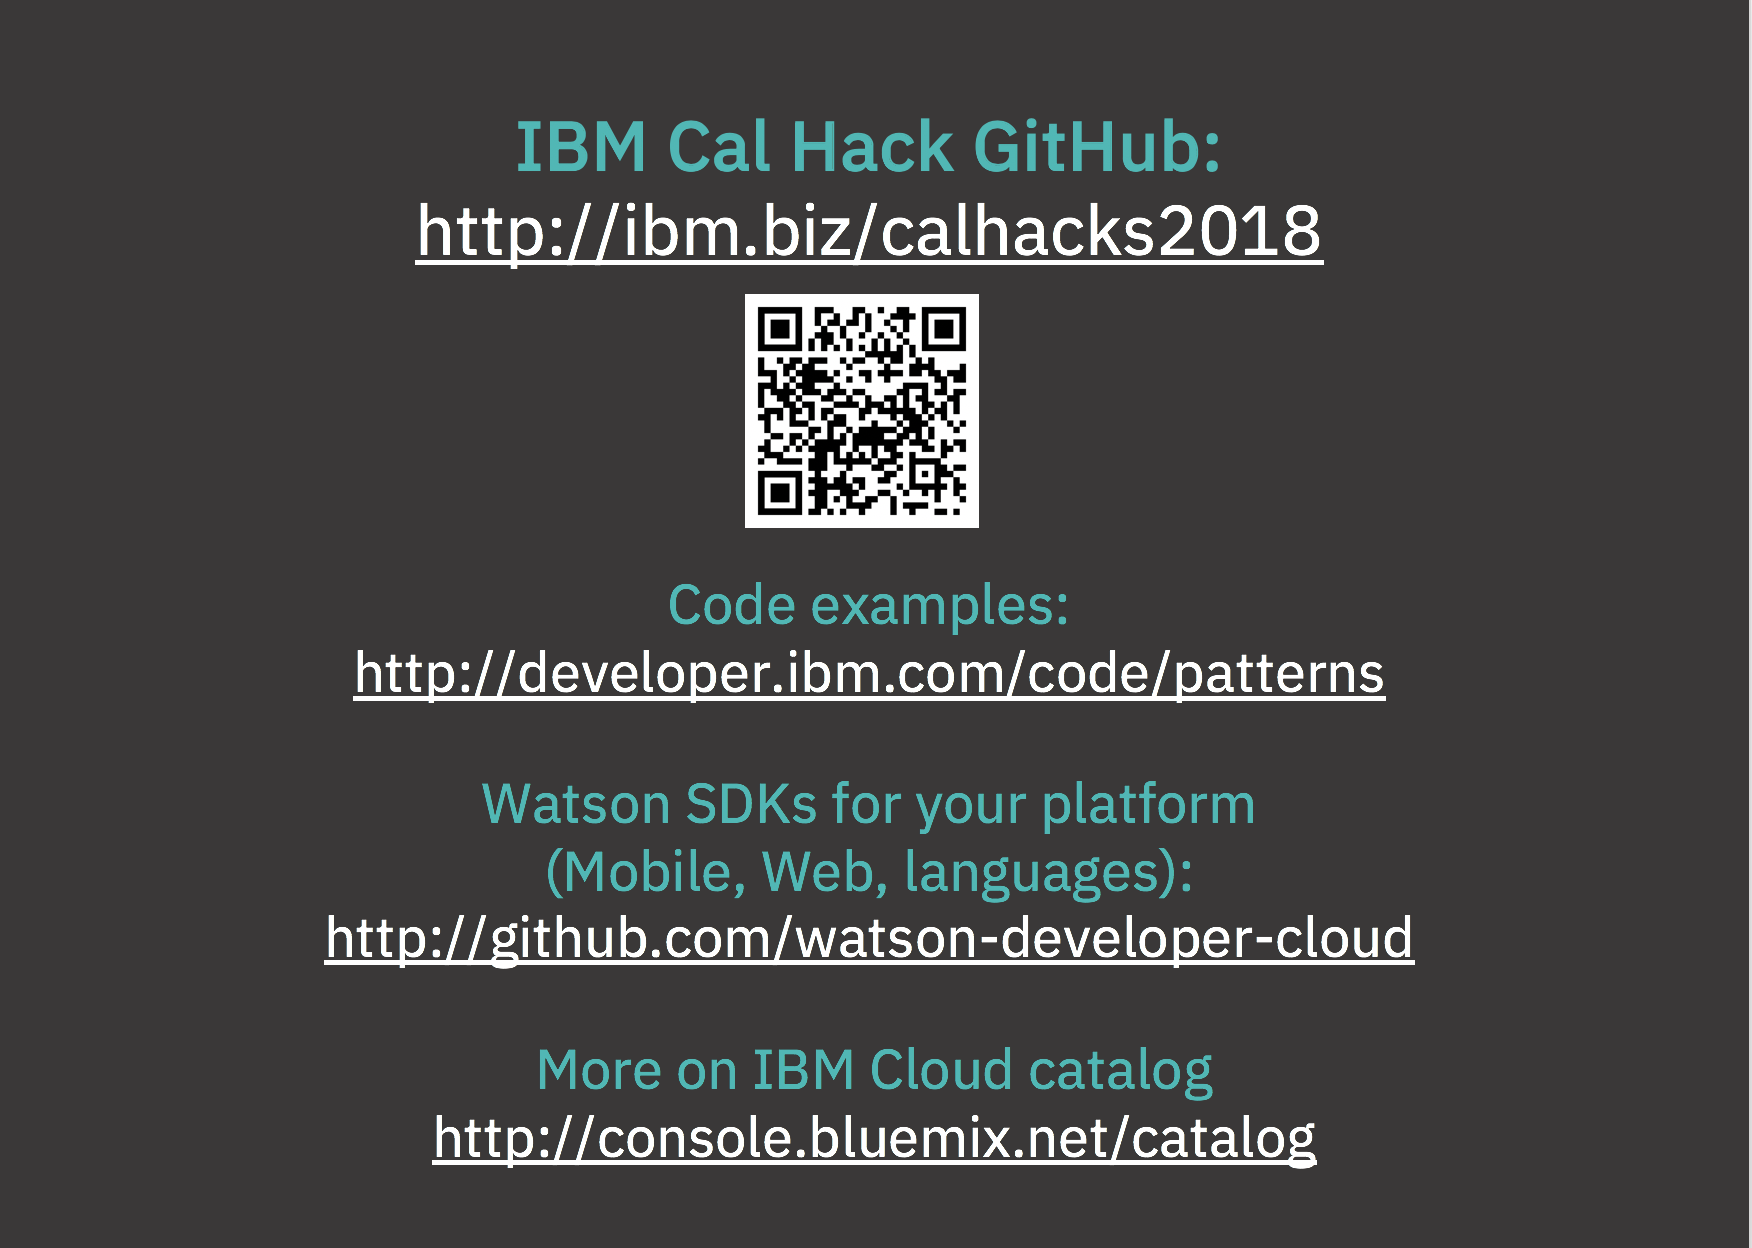 IBM Cal Hack GitHub:
http://ibm.biz/calhacks2018
Code examples:
http://developer.ibm.com/code/patterns
Watson SDKs for your platform
(Mobile, Web, languages):
http://github.com/watson-developer-cloud
More on IBM Cloud catalog
http://console.bluemix.net/catalog